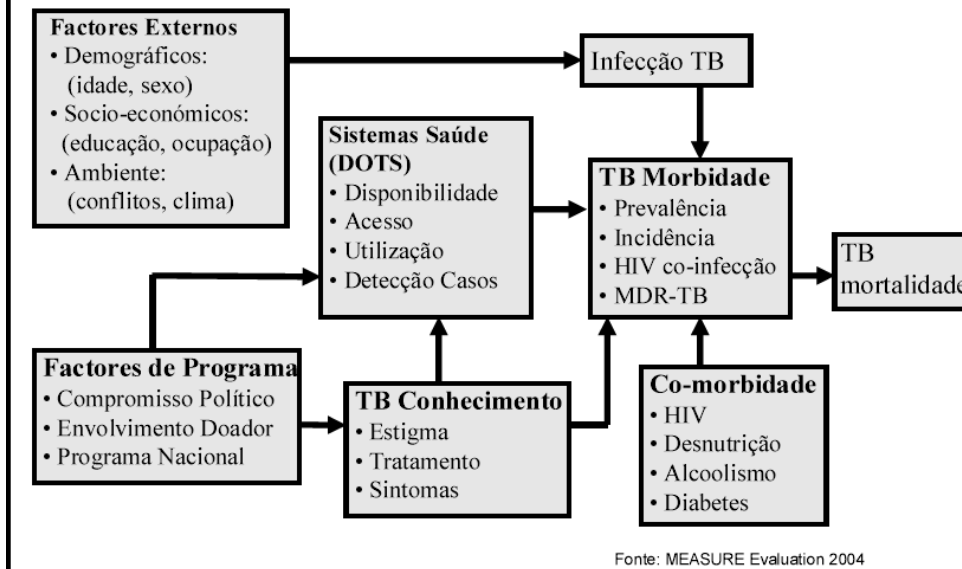 Factores Externos
• Demográficos:
(idade, sexo)
• Socio-económicos:
(educação, ocupação)
• Ambiente:
(conflitos, clima)
Infecção TB
Sistemas Saúde
(DOTS)
• Disponibilidade
• Acesso
• Utilização
• Detecção Casos
TB Morbidade
• Prevalência
• Incidência
• HIV co-infecção
• MDR-TB
TB
mortalidade
Factores de Programa
• Compromisso Político
• Envolvimento Doador
• Programa Nacional
TB Conhecimento
• Estigma
• Tratamento
• Sintomas
Co-morbidade
• HIV
• Desnutrição
• Alcoolismo
• Diabetes
Fonte: MEASURE Evaluation 2004